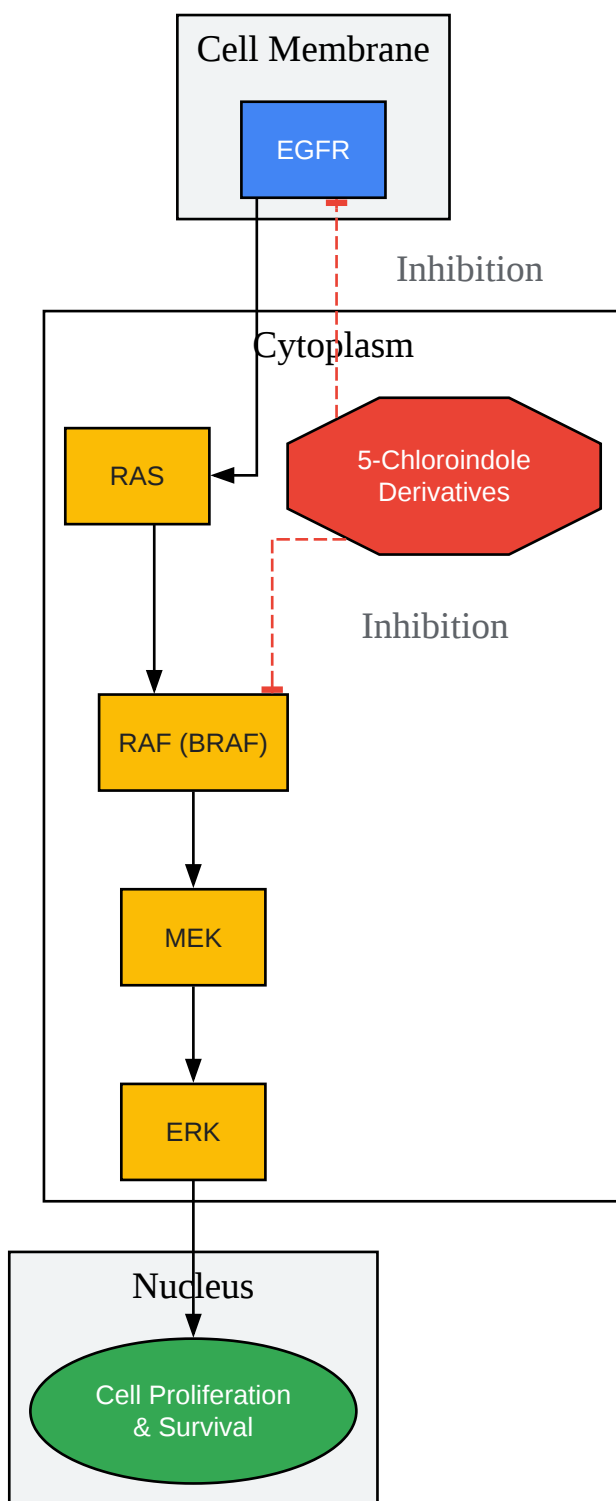 Cell Membrane
EGFR
Inhibition
Cytoplasm
RAS
5-Chloroindole
Derivatives
Inhibition
RAF (BRAF)
MEK
ERK
Nucleus
Cell Proliferation
& Survival